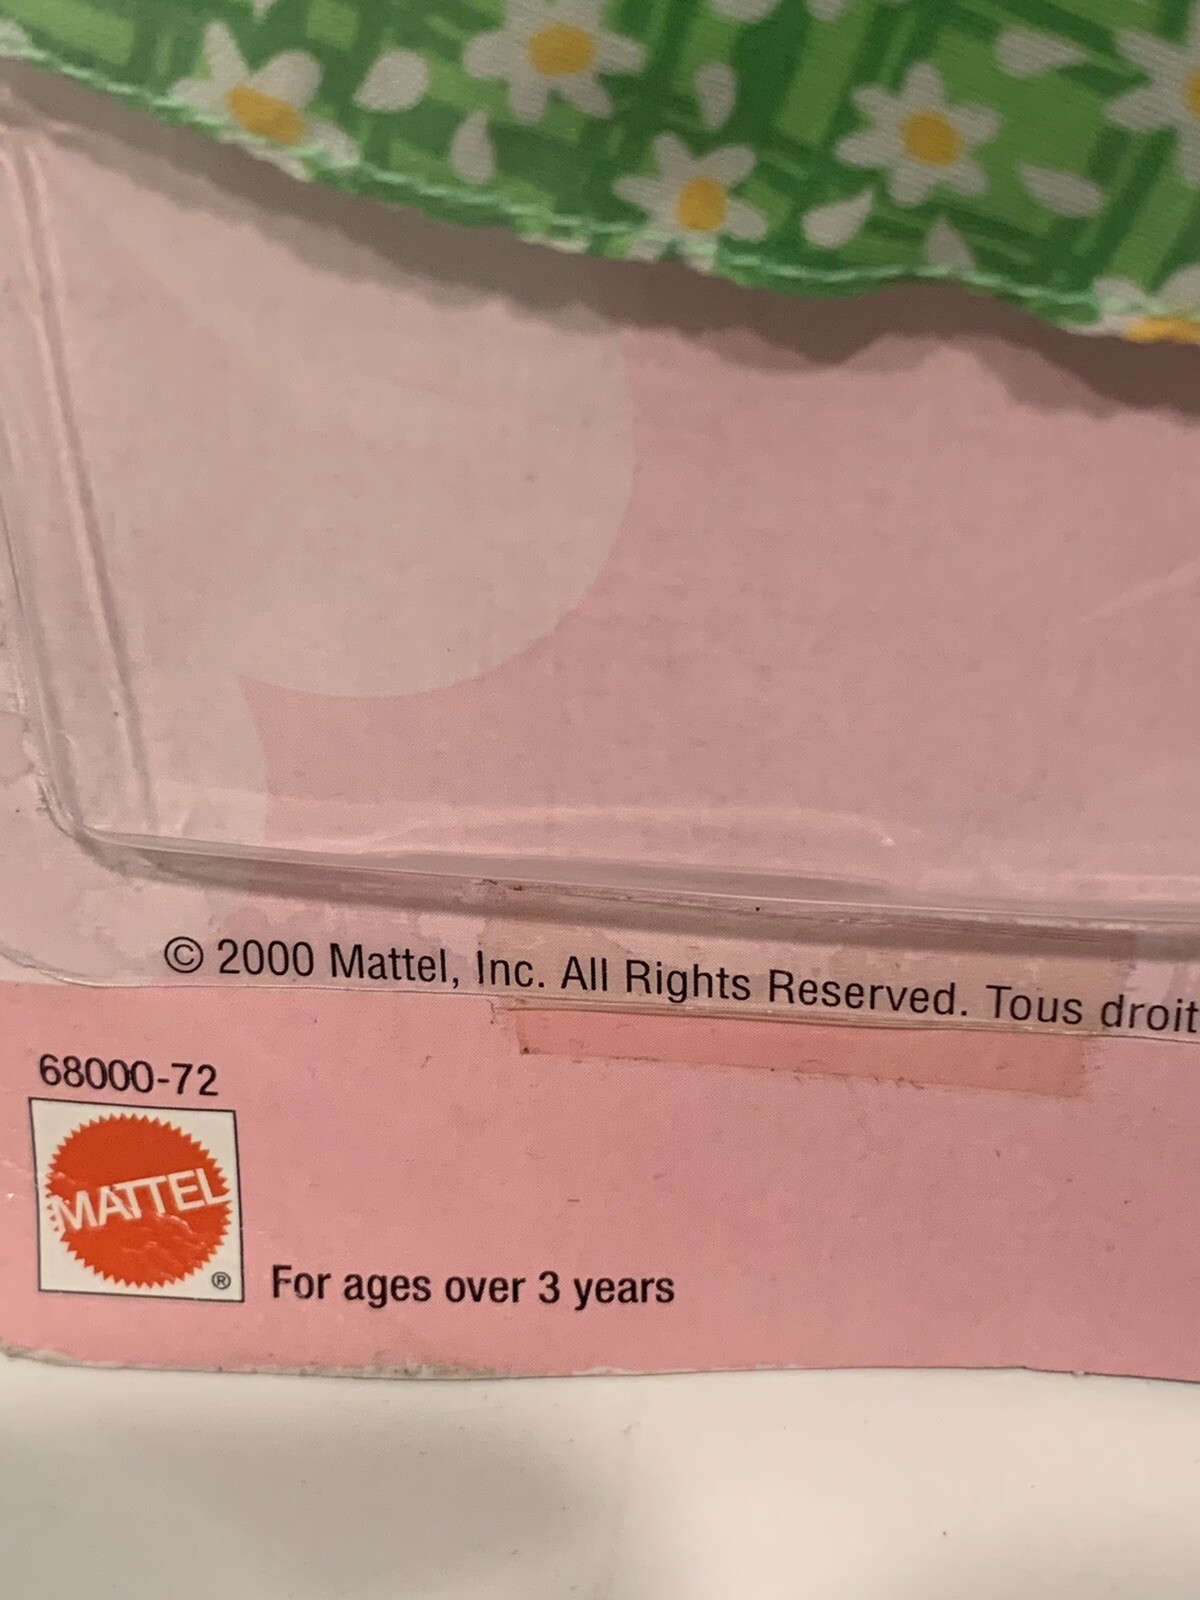 © 2000 Mattel, Inc. All Rights Reserved. Tous droit
68000-72
MATTEL
®
For ages over 3 years